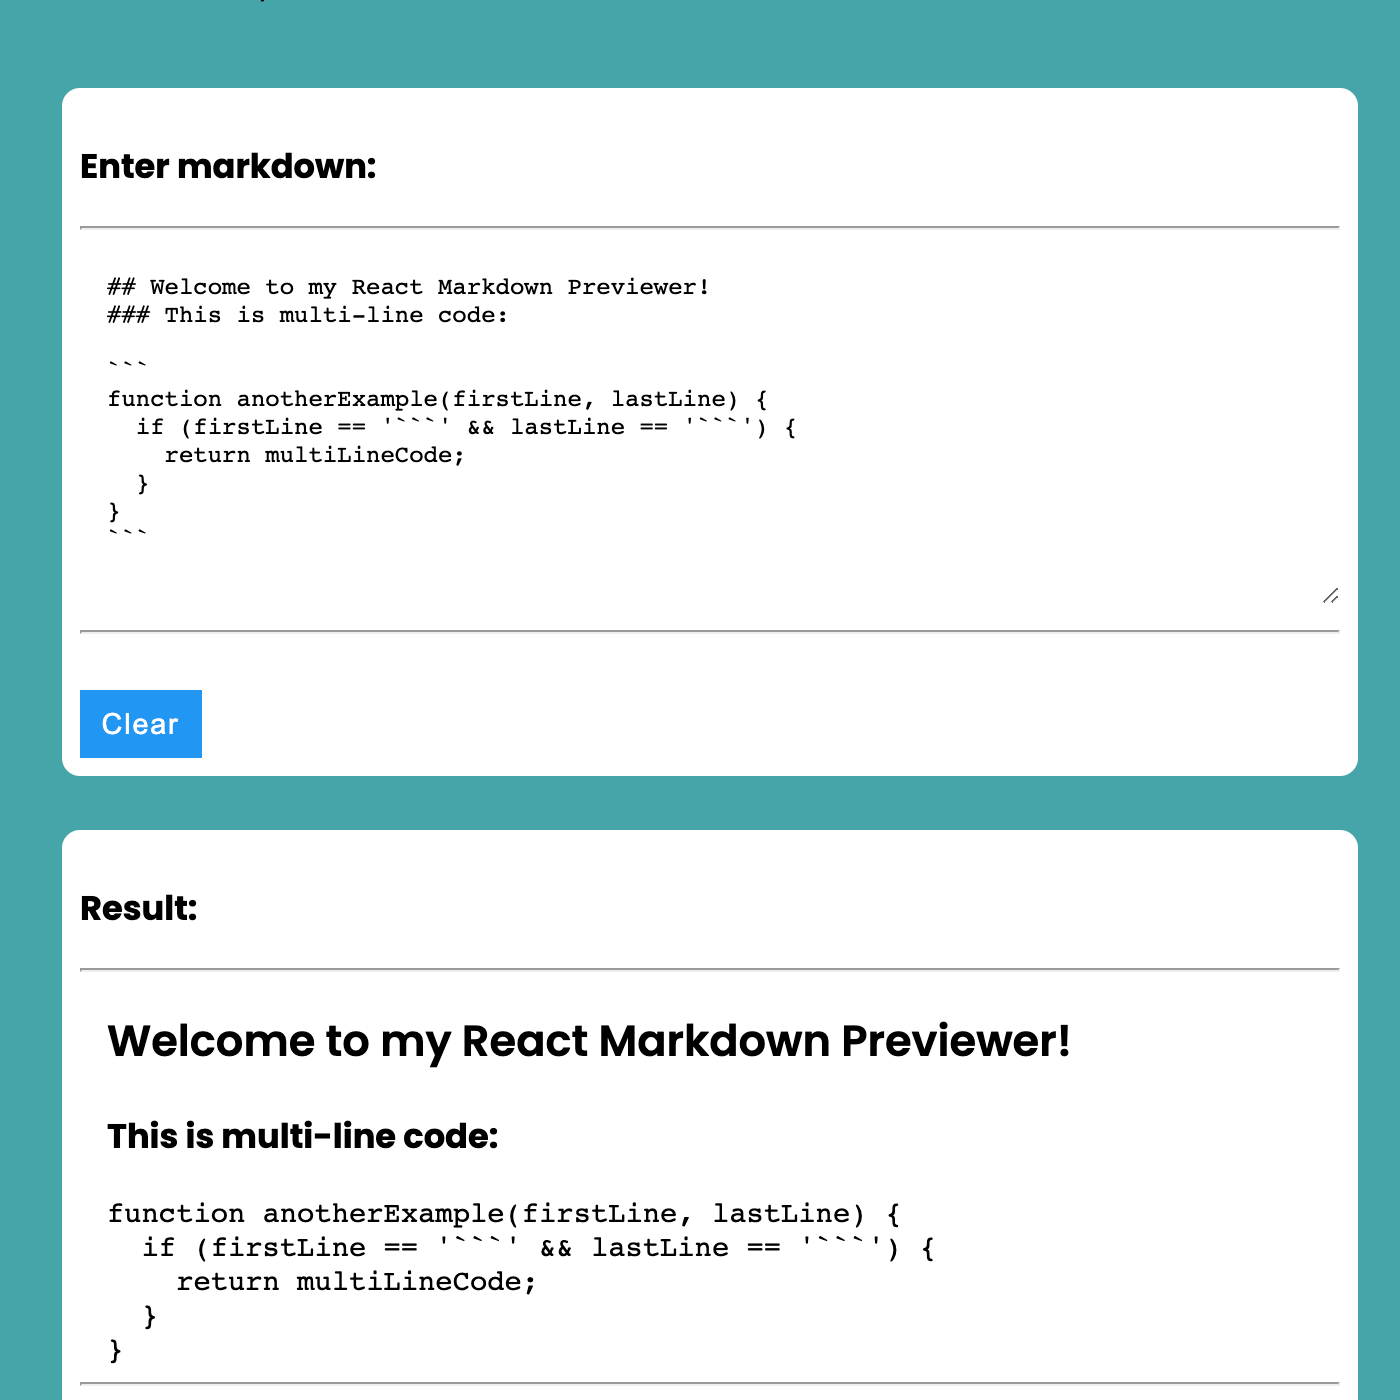 Enter markdown:
## Welcome to my React Markdown Previewer!
### This is multi-line code:
```
function anotherExample(firstLine, lastLine) {
  if (firstLine == '```' && lastLine == '```') {
    return multiLineCode;
  }
}
```
Clear
Result:
Welcome to my React Markdown Previewer!
This is multi-line code:
function anotherExample(firstLine, lastLine) {
  if (firstLine == '```' && lastLine == '```') {
    return multiLineCode;
  }
}